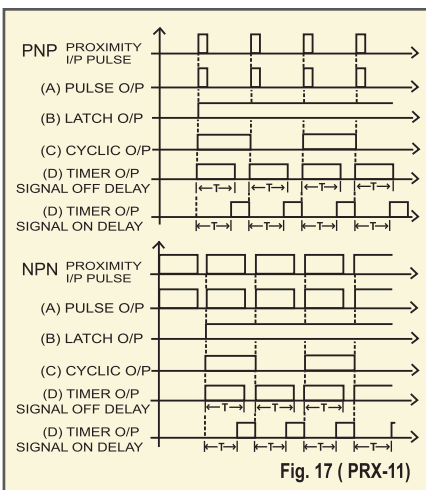 PNP PROXIMITY
I/P PULSE
(A) PULSE O/P
(B) LATCH O/P
(C) CYCLIC O/P
(D) TIMER O/P
SIGNAL OFF DELAY
T T T T
(D) TIMER O/P
SIGNAL ON DELAY
T T T T
NPN PROXIMITY
I/P PULSE
(A) PULSE O/P
(B) LATCH O/P
(C) CYCLIC O/P
(D) TIMER O/P
SIGNAL OFF DELAY
T T T
(D) TIMER O/P
SIGNAL ON DELAY
T T T T
Fig. 17 ( PRX-11)